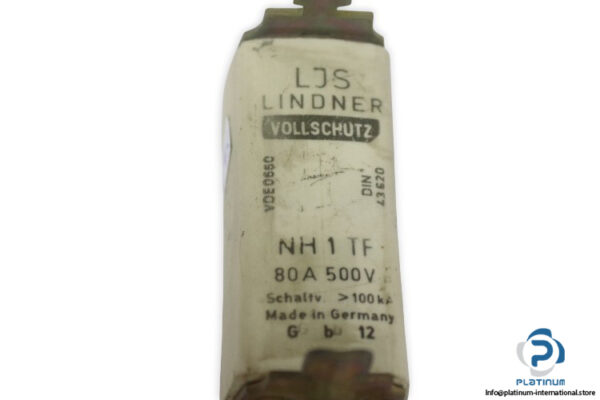 LJS
LINDNER
VOLLSCHUTZ
VDE0660
DIN
43620
NH 1 TF
80A 500V
Schaltv. >100kA
Made in Germany
G b 12
PLATINUM
https://platinum-international.store